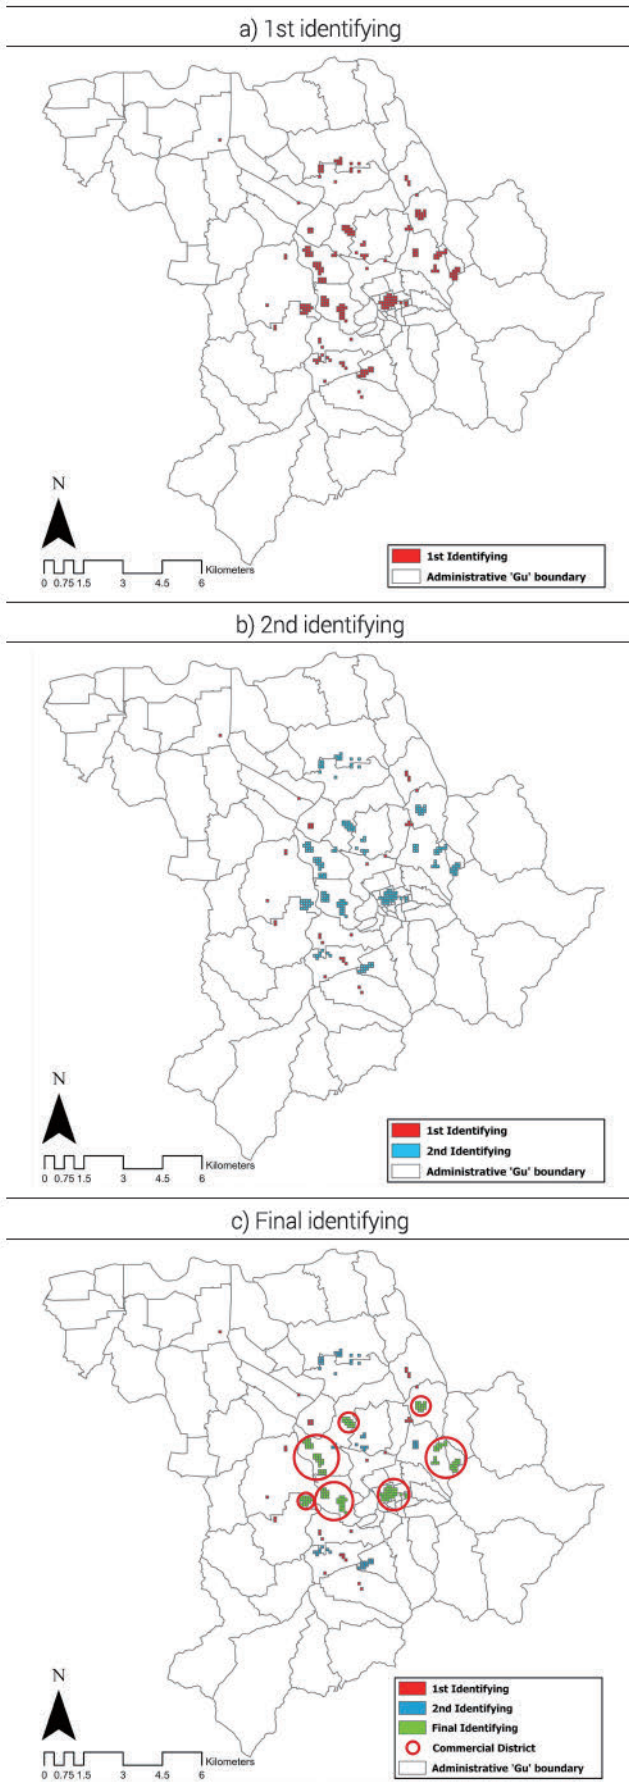 a) 1st identifying
N
Kilometers
0 0.75 1.5 3 4.5 6
1st Identifying
Administrative 'Gu' boundary
b) 2nd identifying
N
Kilometers
0 0.75 1.5 3 4.5 6
1st Identifying
2nd Identifying
Administrative 'Gu' boundary
c) Final identifying
N
Kilometers
0 0.75 1.5 3 4.5 6
1st Identifying
2nd Identifying
Final Identifying
Commercial District
Administrative 'Gu' boundary